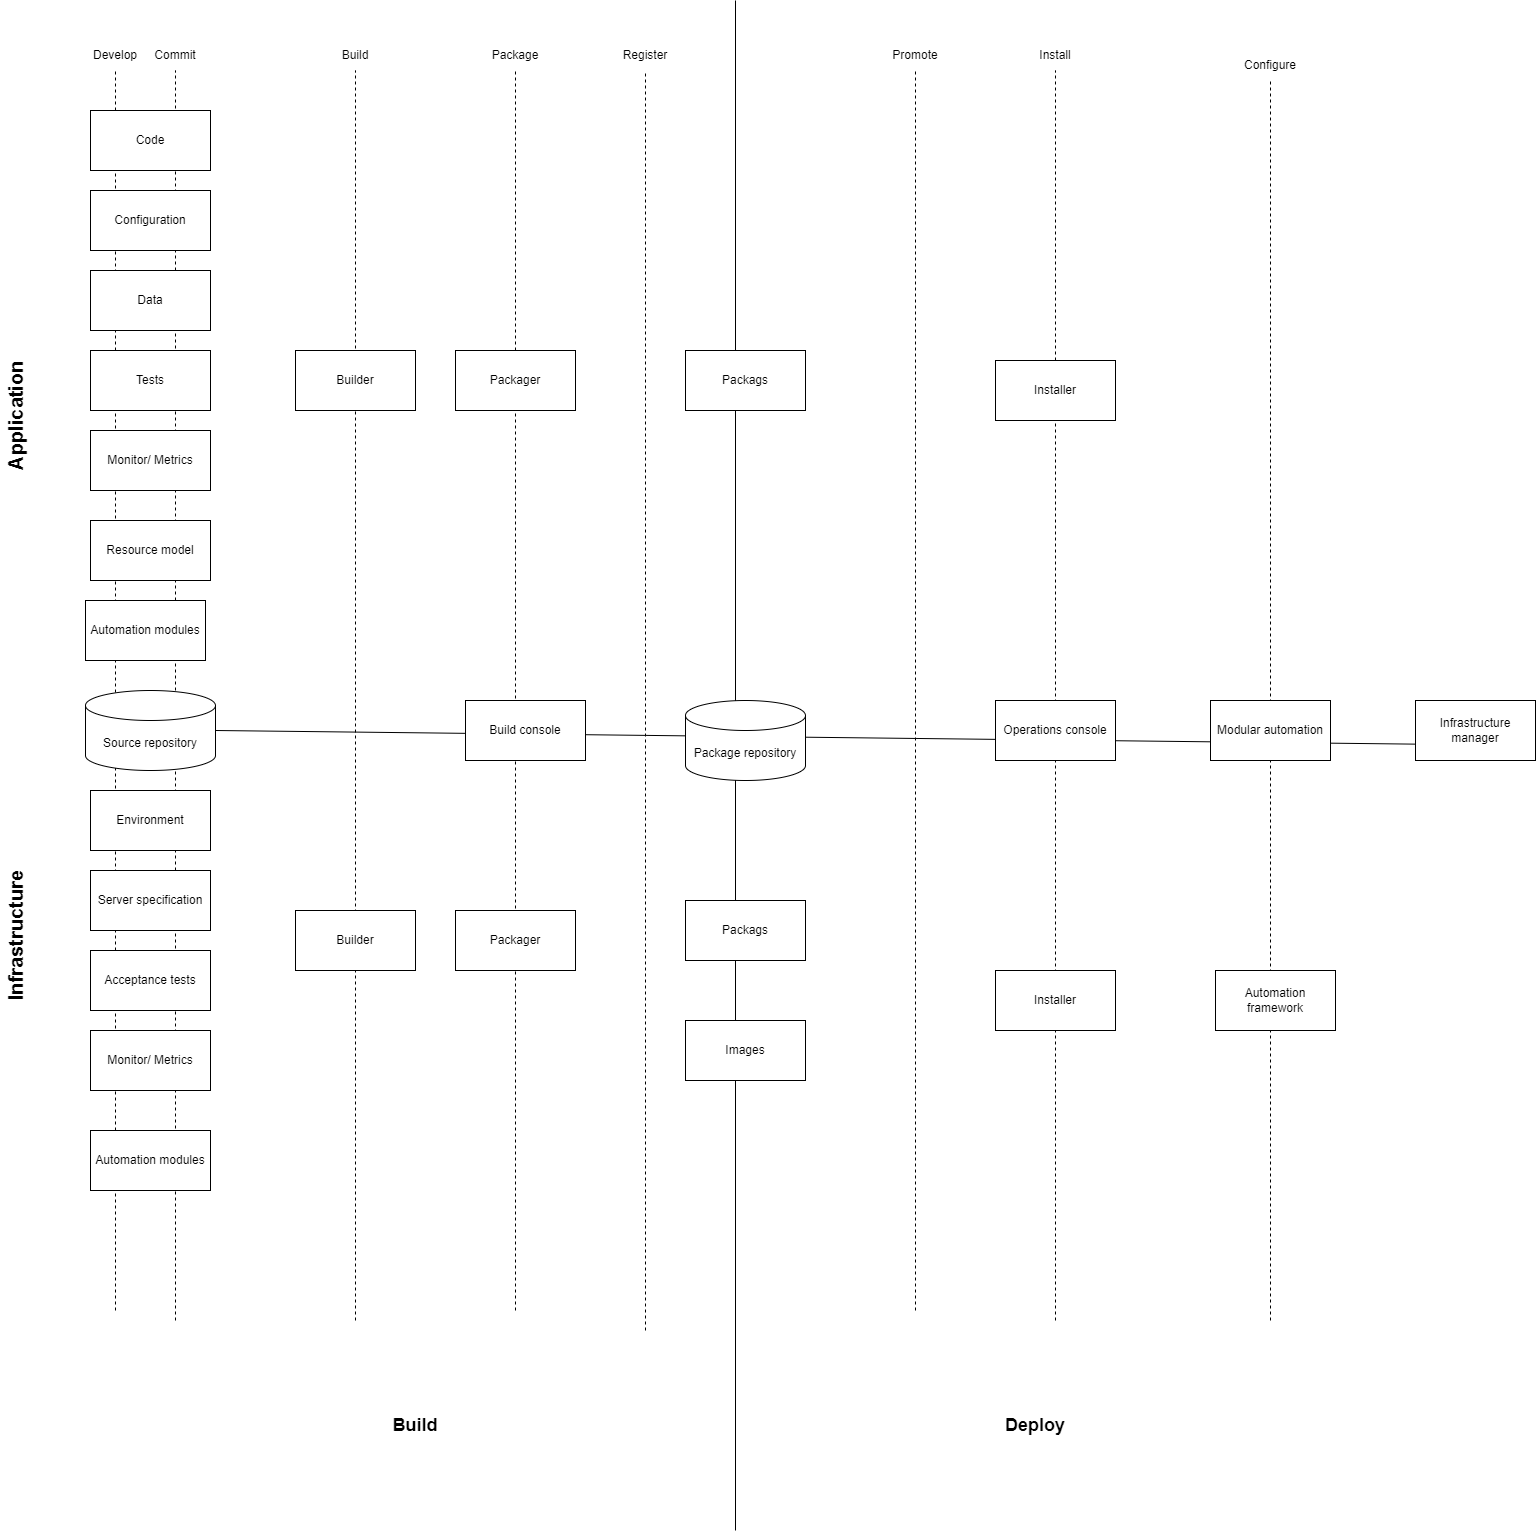 Develop
Commit
Build
Package
Register
Promote
Install
Configure
Code
Configuration
Data
Application
Tests
Builder
Packager
Packags
Installer
Monitor/ Metrics
Resource model
Automation modules
Source repository
Build console
Package repository
Operations console
Modular automation
Infrastructure
manager
Environment
Infrastructure
Server specification
Builder
Packager
Packags
Acceptance tests
Installer
Automation
framework
Monitor/ Metrics
Images
Automation modules
Build
Deploy